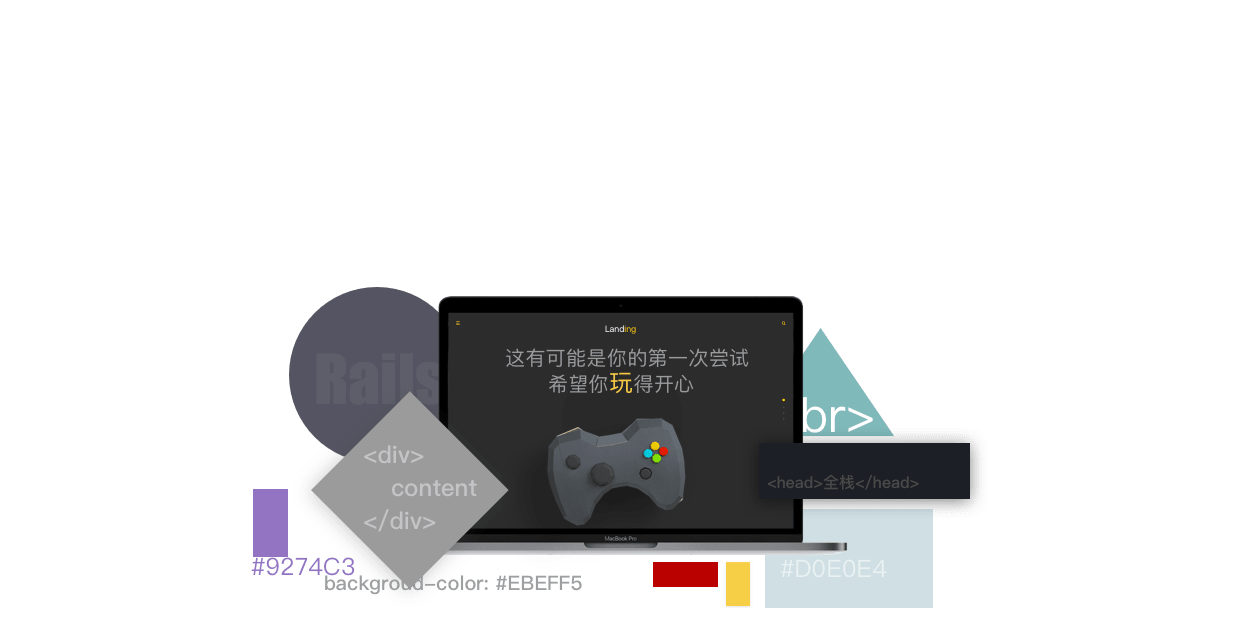 Landing
这有可能是你的第一次尝试
希望你玩得开心
Rails
br>
<div>
content
</div>
<head>全栈</head>
MacBook Pro
#9274C3
#D0E0E4
backgroud-color: #EBEFF5